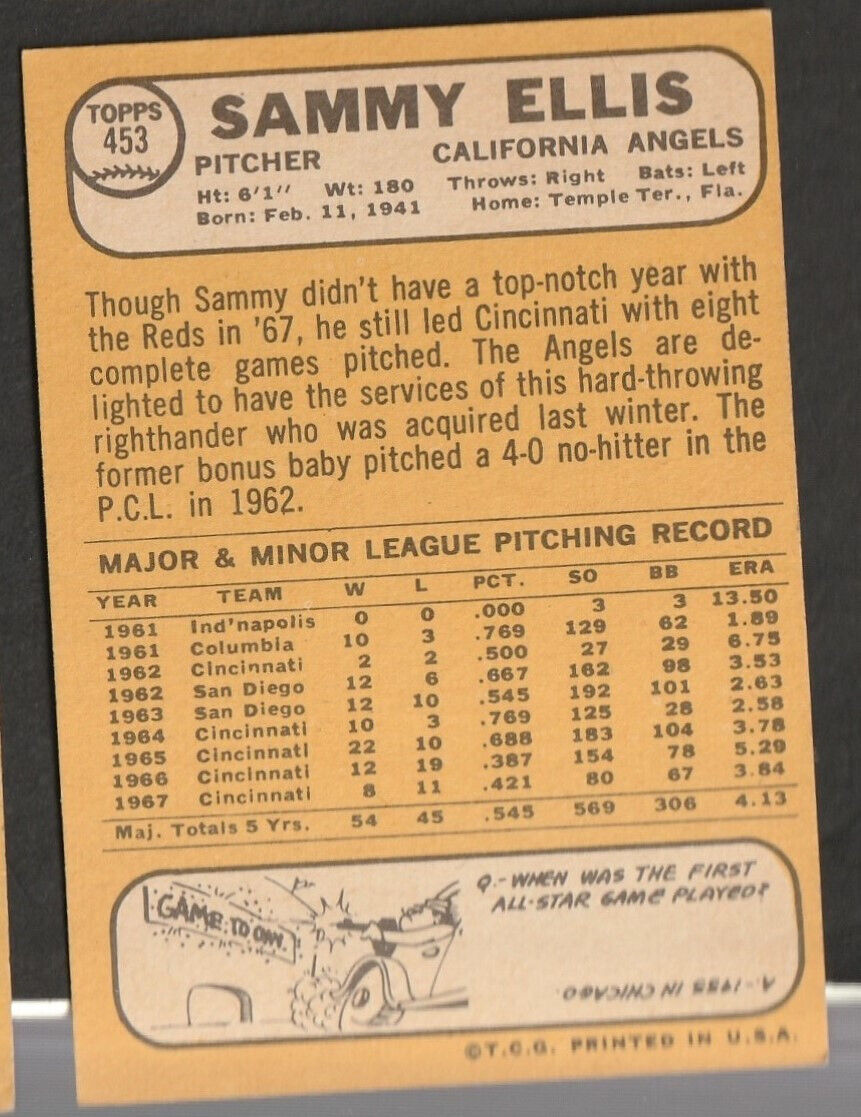 TOPPS
453
SAMMY ELLIS
PITCHER
CALIFORNIA ANGELS
Ht: 6'1" Wt: 180 Throws: Right Bats: Left
Born: Feb. 11, 1941 Home: Temple Ter., Fla.
Though Sammy didn't have a top-notch year with
the Reds in '67, he still led Cincinnati with eight
complete games pitched. The Angels are de-
lighted to have the services of this hard-throwing
righthander who was acquired last winter. The
former bonus baby pitched a 4-0 no-hitter in the
P.C.L. in 1962.
MAJOR & MINOR LEAGUE PITCHING RECORD
YEAR TEAM W L PCT. SO BB ERA
1961 Ind'napolis 0 0 .000 3 3 13.50
1961 Columbia 10 3 .769 129 62 1.89
1962 Cincinnati 2 2 .500 27 29 6.75
1962 San Diego 12 6 .667 162 98 3.53
1963 San Diego 12 10 .545 192 101 2.63
1964 Cincinnati 10 3 .769 125 28 2.58
1965 Cincinnati 22 10 .688 183 104 3.78
1966 Cincinnati 12 19 .387 154 78 5.29
1967 Cincinnati 8 11 .421 80 67 3.84
Maj. Totals 5 Yrs. 54 45 .545 569 306 4.13
GAME TODAY
Q.-WHEN WAS THE FIRST
ALL-STAR GAME PLAYED?
A-1933 IN CHICAGO.
©T.C.G. PRINTED IN U.S.A.